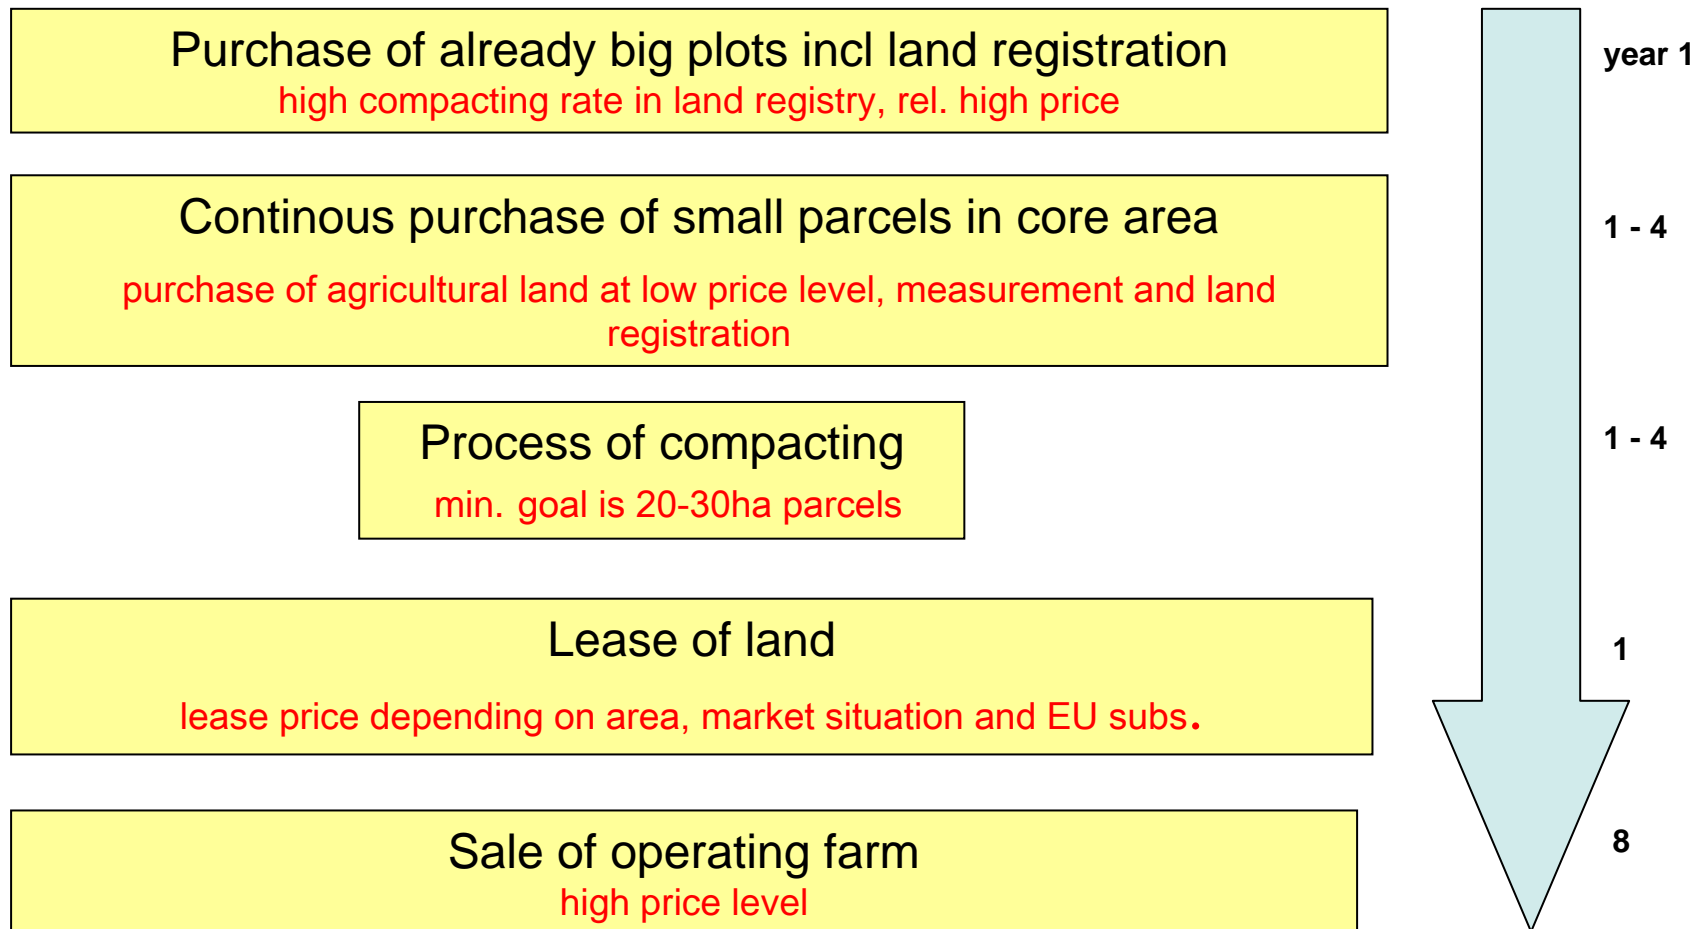 Purchase of already big plots incl land registration
high compacting rate in land registry, rel. high price
year 1
Continous purchase of small parcels in core area
purchase of agricultural land at low price level, measurement and land
registration
1 - 4
Process of compacting
min. goal is 20-30ha parcels
1 - 4
Lease of land
lease price depending on area, market situation and EU subs.
1
Sale of operating farm
high price level
8